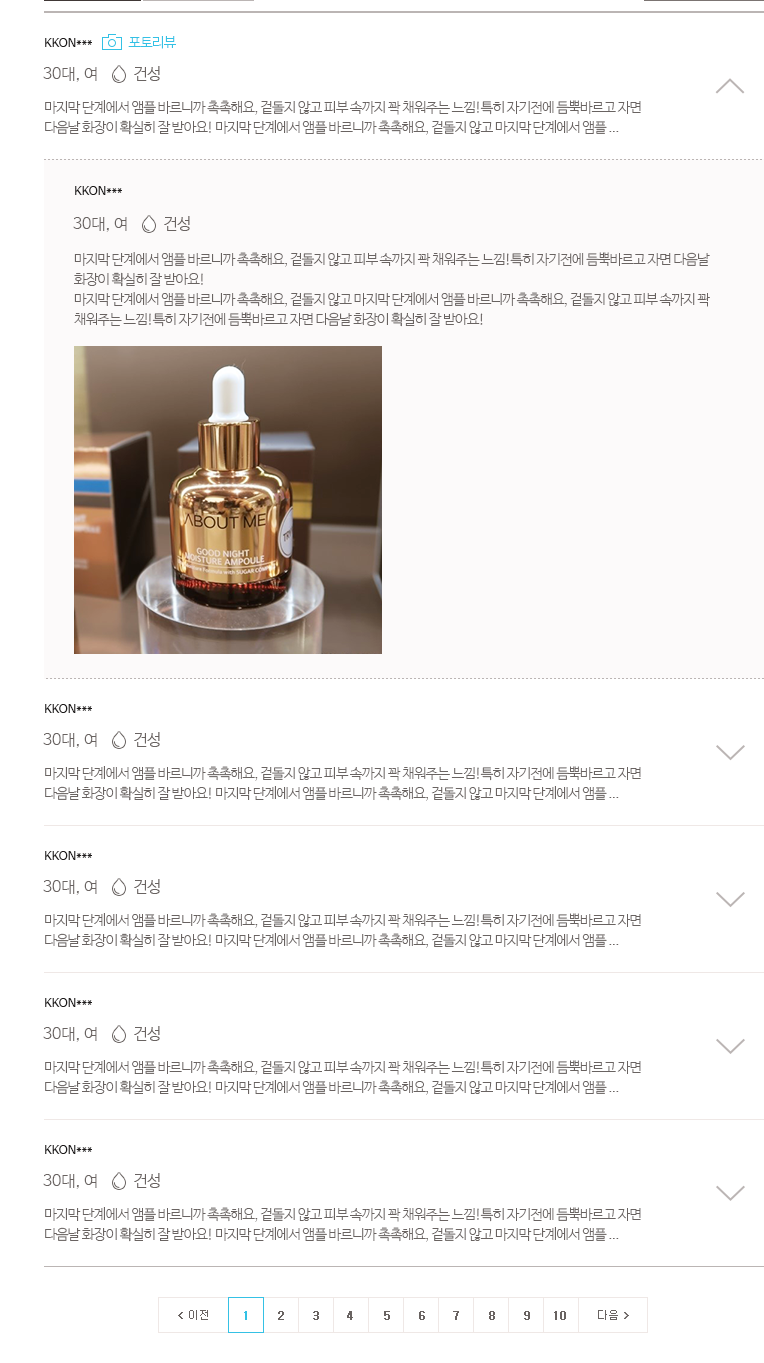 KKON*** 포토리뷰
30대, 여 건성
마지막 단계에서 앰플 바르니까 촉촉해요, 겉돌지 않고 피부 속까지 꽉 채워주는 느낌!특히 자기전에 듬뿍바르고 자면
다음날 화장이 확실히 잘 받아요! 마지막 단계에서 앰플 바르니까 촉촉해요, 겉돌지 않고 마지막 단계에서 앰플 ...
KKON***
30대, 여 건성
마지막 단계에서 앰플 바르니까 촉촉해요, 겉돌지 않고 피부 속까지 꽉 채워주는 느낌!특히 자기전에 듬뿍바르고 자면 다음날
화장이 확실히 잘 받아요!
마지막 단계에서 앰플 바르니까 촉촉해요, 겉돌지 않고 마지막 단계에서 앰플 바르니까 촉촉해요, 겉돌지 않고 피부 속까지 꽉
채워주는 느낌!특히 자기전에 듬뿍바르고 자면 다음날 화장이 확실히 잘 받아요!
ABOUT ME
TRY
GOOD NIGHT
MOISTURE AMPOULE
with SUGAR
KKON***
30대, 여 건성
마지막 단계에서 앰플 바르니까 촉촉해요, 겉돌지 않고 피부 속까지 꽉 채워주는 느낌!특히 자기전에 듬뿍바르고 자면
다음날 화장이 확실히 잘 받아요! 마지막 단계에서 앰플 바르니까 촉촉해요, 겉돌지 않고 마지막 단계에서 앰플 ...
KKON***
30대, 여 건성
마지막 단계에서 앰플 바르니까 촉촉해요, 겉돌지 않고 피부 속까지 꽉 채워주는 느낌!특히 자기전에 듬뿍바르고 자면
다음날 화장이 확실히 잘 받아요! 마지막 단계에서 앰플 바르니까 촉촉해요, 겉돌지 않고 마지막 단계에서 앰플 ...
KKON***
30대, 여 건성
마지막 단계에서 앰플 바르니까 촉촉해요, 겉돌지 않고 피부 속까지 꽉 채워주는 느낌!특히 자기전에 듬뿍바르고 자면
다음날 화장이 확실히 잘 받아요! 마지막 단계에서 앰플 바르니까 촉촉해요, 겉돌지 않고 마지막 단계에서 앰플 ...
KKON***
30대, 여 건성
마지막 단계에서 앰플 바르니까 촉촉해요, 겉돌지 않고 피부 속까지 꽉 채워주는 느낌!특히 자기전에 듬뿍바르고 자면
다음날 화장이 확실히 잘 받아요! 마지막 단계에서 앰플 바르니까 촉촉해요, 겉돌지 않고 마지막 단계에서 앰플 ...
< 이전 1 2 3 4 5 6 7 8 9 10 다음 >